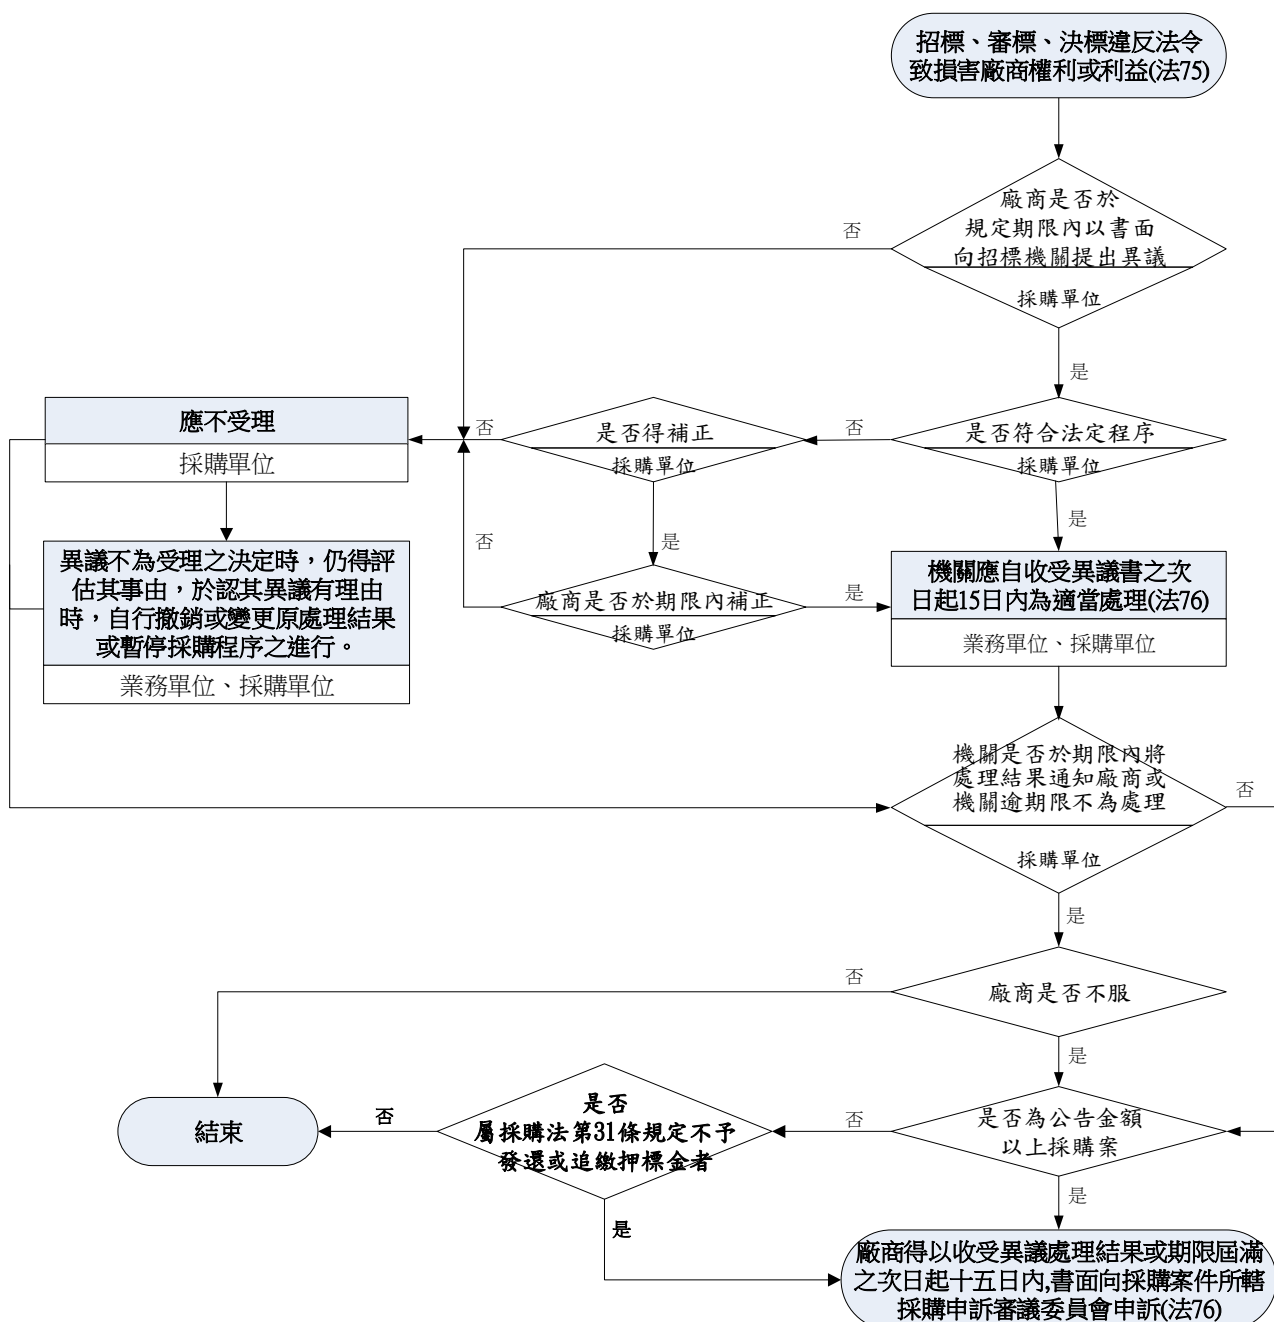 招標、審標、決標違反法令
致損害廠商權利或利益(法75)
廠商是否於
規定期限內以書面
向招標機關提出異議
採購單位
否
是
是否符合法定程序
採購單位
否
是
是否得補正
採購單位
否
是
應不受理
採購單位
異議不為受理之決定時，仍得評
估其事由，於認其異議有理由
時，自行撤銷或變更原處理結果
或暫停採購程序之進行。
業務單位、採購單位
廠商是否於期限內補正
採購單位
否
是
機關應自收受異議書之次
日起15日內為適當處理(法76)
業務單位、採購單位
機關是否於期限內將
處理結果通知廠商或
機關逾期限不為處理
採購單位
否
是
廠商是否不服
否
是
是否為公告金額
以上採購案
否
是
是否
屬採購法第31條規定不予
發還或追繳押標金者
否
是
結束
廠商得以收受異議處理結果或期限屆滿
之次日起十五日內,書面向採購案件所轄
採購申訴審議委員會申訴(法76)